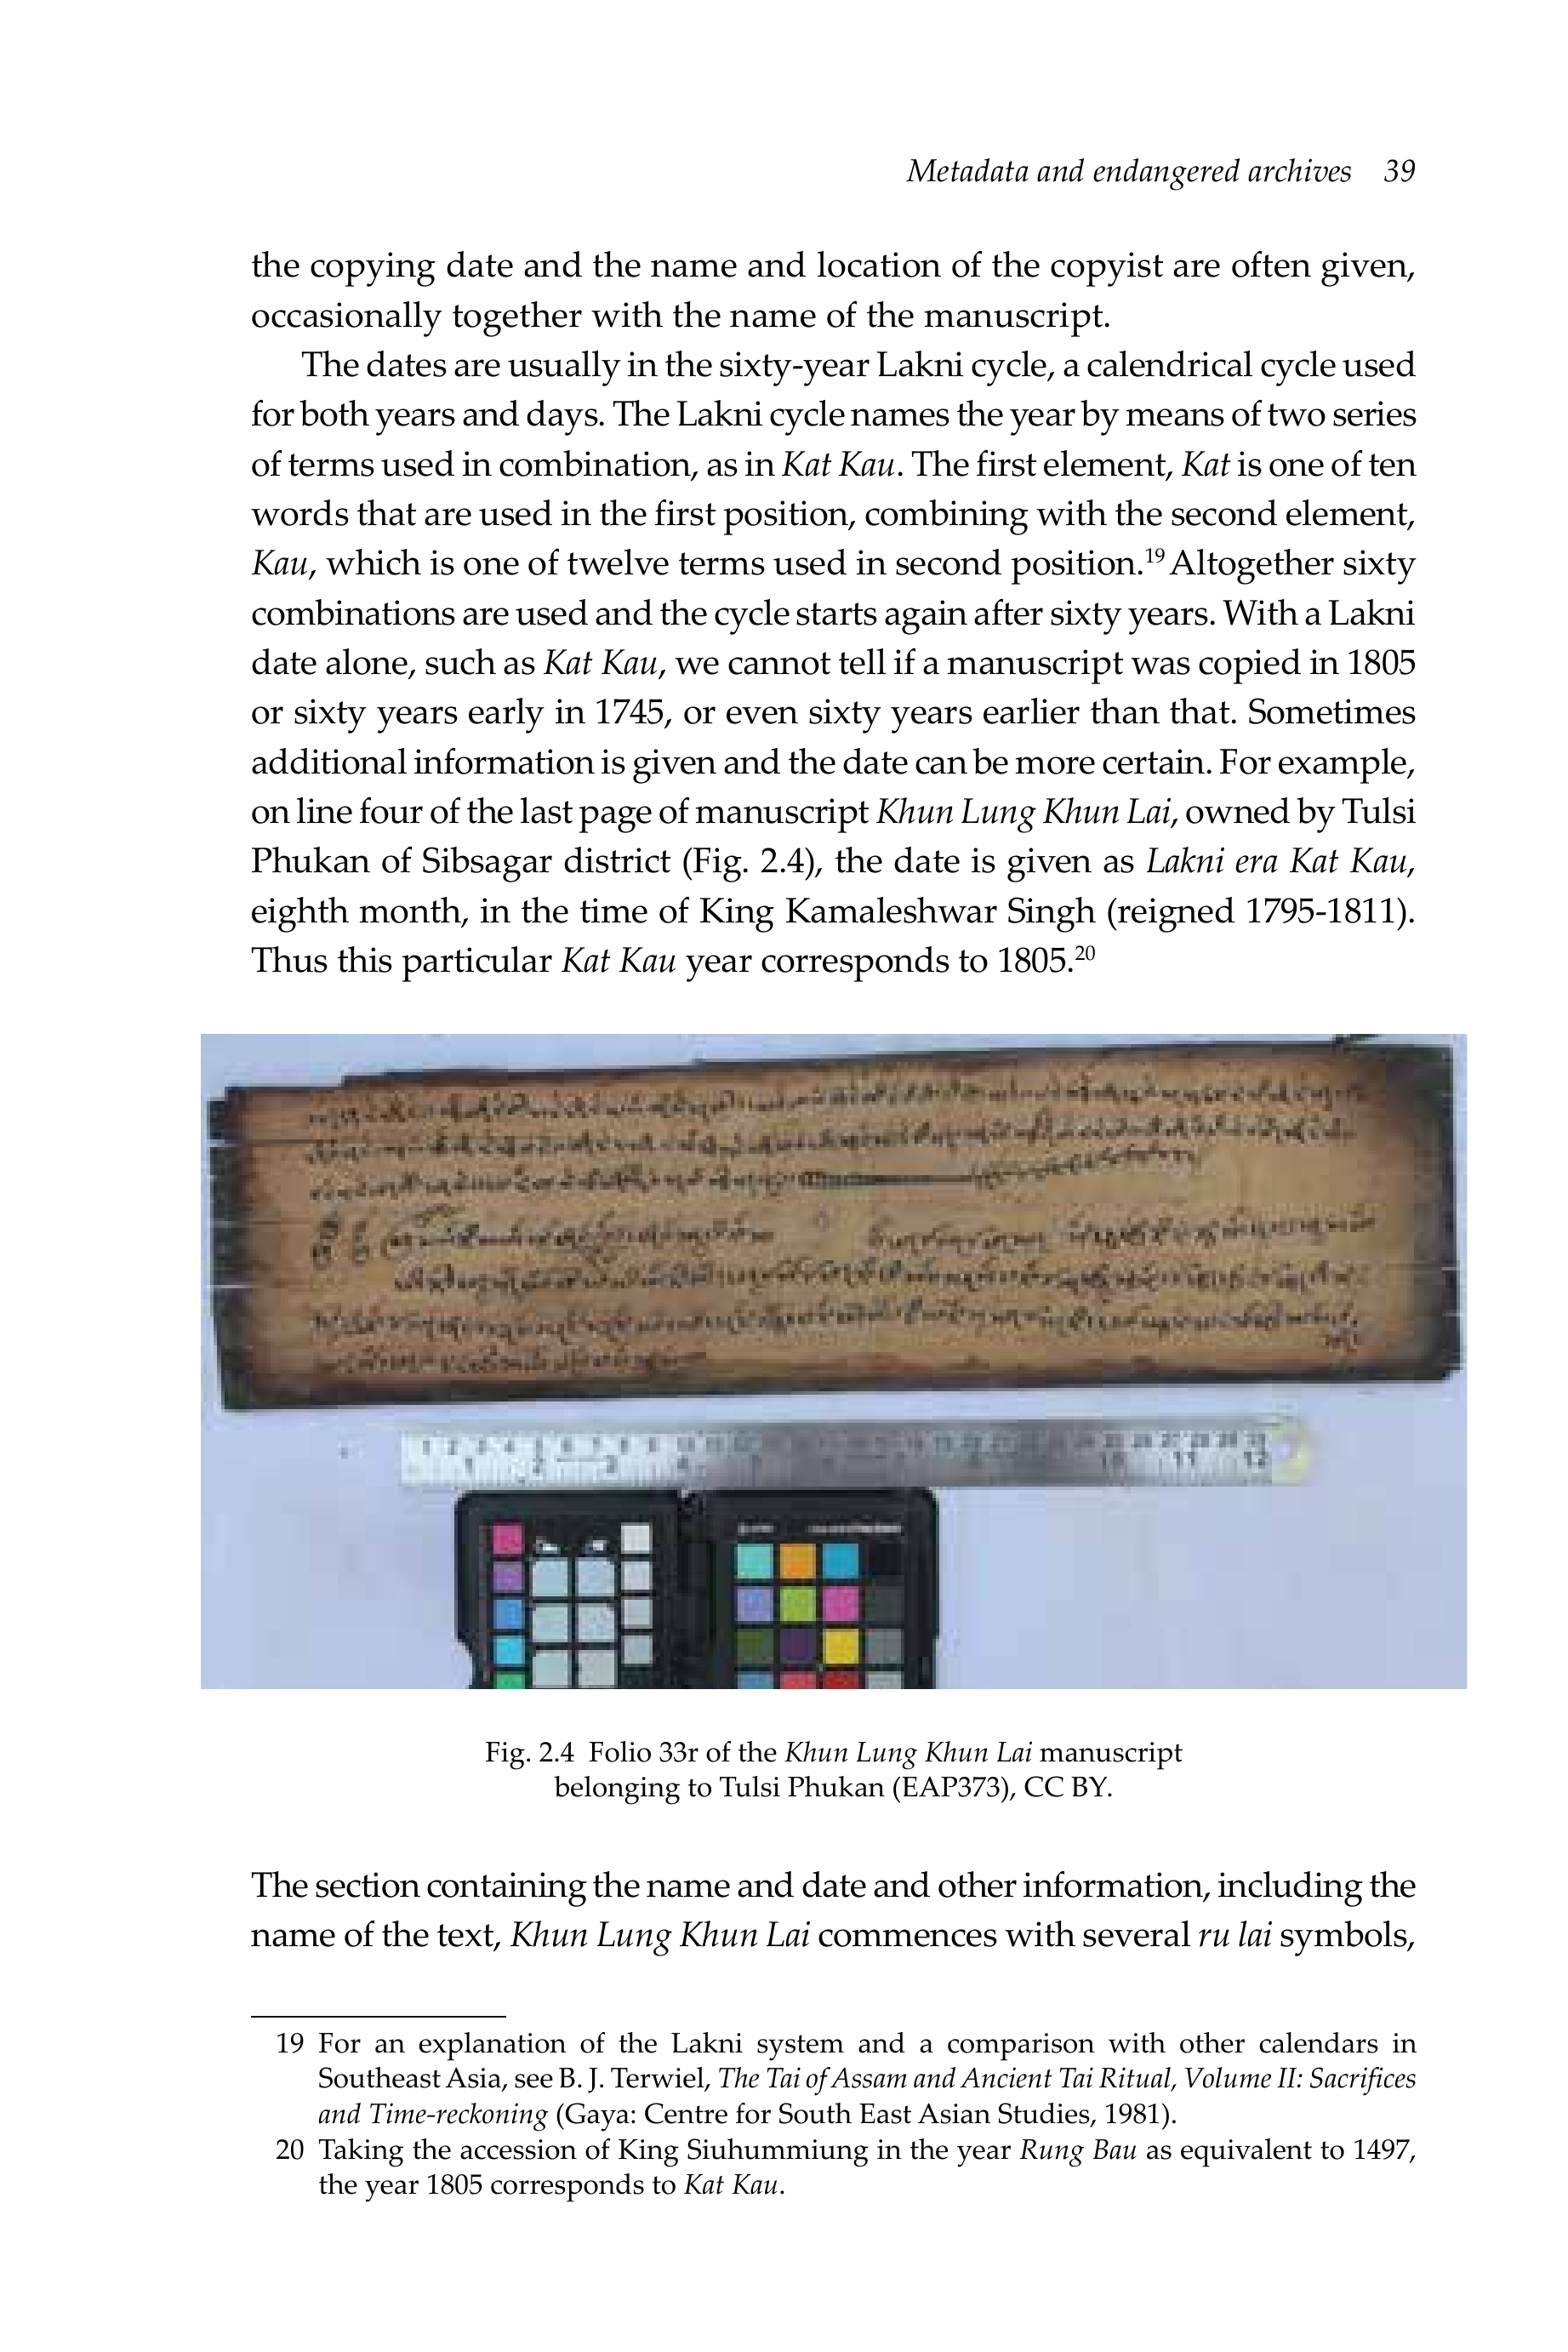 Metadata and endangered archives 39
the copying date and the name and location of the copyist are often given,
occasionally together with the name of the manuscript.
The dates are usually in the sixty-year Lakni cycle, a calendrical cycle used
for both years and days. The Lakni cycle names the year by means of two series
of terms used in combination, as in Kat Kau. The first element, Kat is one of ten
words that are used in the first position, combining with the second element,
Kau, which is one of twelve terms used in second position.19 Altogether sixty
combinations are used and the cycle starts again after sixty years. With a Lakni
date alone, such as Kat Kau, we cannot tell if a manuscript was copied in 1805
or sixty years early in 1745, or even sixty years earlier than that. Sometimes
additional information is given and the date can be more certain. For example,
on line four of the last page of manuscript Khun Lung Khun Lai, owned by Tulsi
Phukan of Sibsagar district (Fig. 2.4), the date is given as Lakni era Kat Kau,
eighth month, in the time of King Kamaleshwar Singh (reigned 1795-1811).
Thus this particular Kat Kau year corresponds to 1805.20
Fig. 2.4 Folio 33r of the Khun Lung Khun Lai manuscript
belonging to Tulsi Phukan (EAP373), CC BY.
The section containing the name and date and other information, including the
name of the text, Khun Lung Khun Lai commences with several ru lai symbols,
19 For an explanation of the Lakni system and a comparison with other calendars in
Southeast Asia, see B. J. Terwiel, The Tai of Assam and Ancient Tai Ritual, Volume II: Sacrifices
and Time-reckoning (Gaya: Centre for South East Asian Studies, 1981).
20 Taking the accession of King Siuhummiung in the year Rung Bau as equivalent to 1497,
the year 1805 corresponds to Kat Kau.